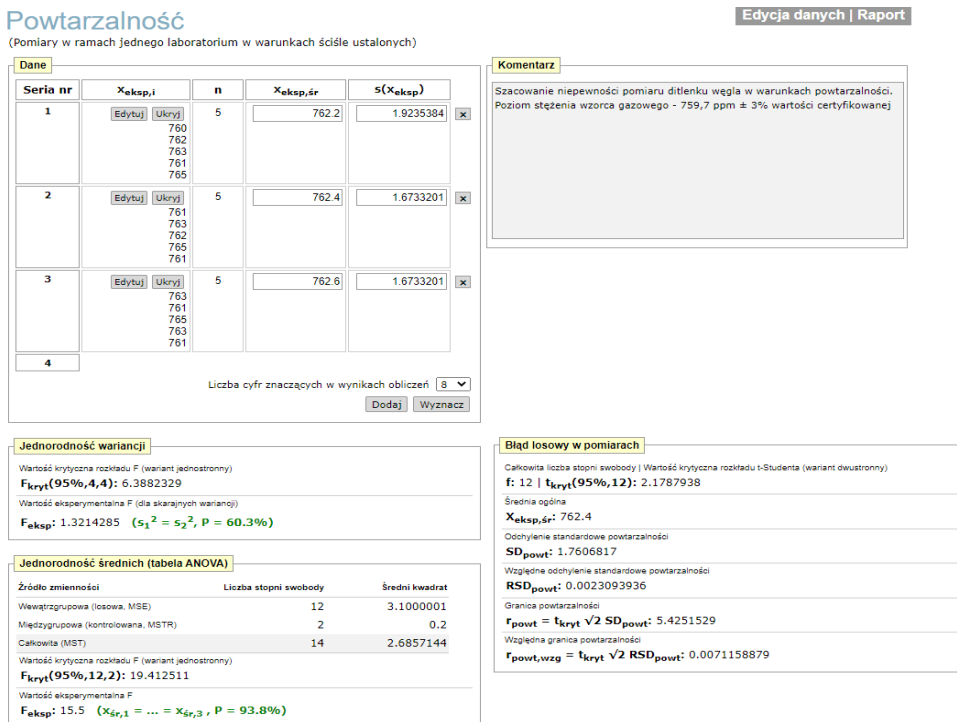 Powtarzalność
Edycja danych | Raport
(Pomiary w ramach jednego laboratorium w warunkach ściśle ustalonych)
Dane
Seria nr xeksp,i n xeksp,śr s(xeksp)
1 Edytuj Ukryj 5 762.2 1.9235384 x
760
762
763
761
765
2 Edytuj Ukryj 5 762.4 1.6733201 x
761
763
762
765
761
3 Edytuj Ukryj 5 762.6 1.6733201 x
763
761
765
763
761
4
Liczba cyfr znaczących w wynikach obliczeń 8
Dodaj Wyznacz
Komentarz
Szacowanie niepewności pomiaru ditlenku węgla w warunkach powtarzalności.
Poziom stężenia wzorca gazowego - 759,7 ppm ± 3% wartości certyfikowanej
Jednorodność wariancji
Wartość krytyczna rozkładu F (wariant jednostronny)
Fkryt(95%,4,4): 6.3882329
Wartość eksperymentalna F (dla skarajnych wariancji)
Feksp: 1.3214285 (s₁² = s₂², P = 60.3%)
Jednorodność średnich (tabela ANOVA)
Źródło zmienności Liczba stopni swobody Średni kwadrat
Wewątrzgrupowa (losowa, MSE) 12 3.1000001
Międzygrupowa (kontrolowana, MSTR) 2 0.2
Całkowita (MST) 14 2.6857144
Wartość krytyczna rozkładu F (wariant jednostronny)
Fkryt(95%,12,2): 19.412511
Wartość eksperymentalna F
Feksp: 15.5 (xśr,1 = ... = xśr,3 , P = 93.8%)
Błąd losowy w pomiarach
Całkowita liczba stopni swobody | Wartość krytyczna rozkładu t-Studenta (wariant dwustronny)
f: 12 | tkryt(95%,12): 2.1787938
Średnia ogólna
Xeksp,śr: 762.4
Odchylenie standardowe powtarzalności
SDpowt: 1.7606817
Względne odchylenie standardowe powtarzalności
RSDpowt: 0.0023093936
Granica powtarzalności
rpowt = tkryt √2 SDpowt: 5.4251529
Względna granica powtarzalności
rpowt,wzg = tkryt √2 RSDpowt: 0.0071158879